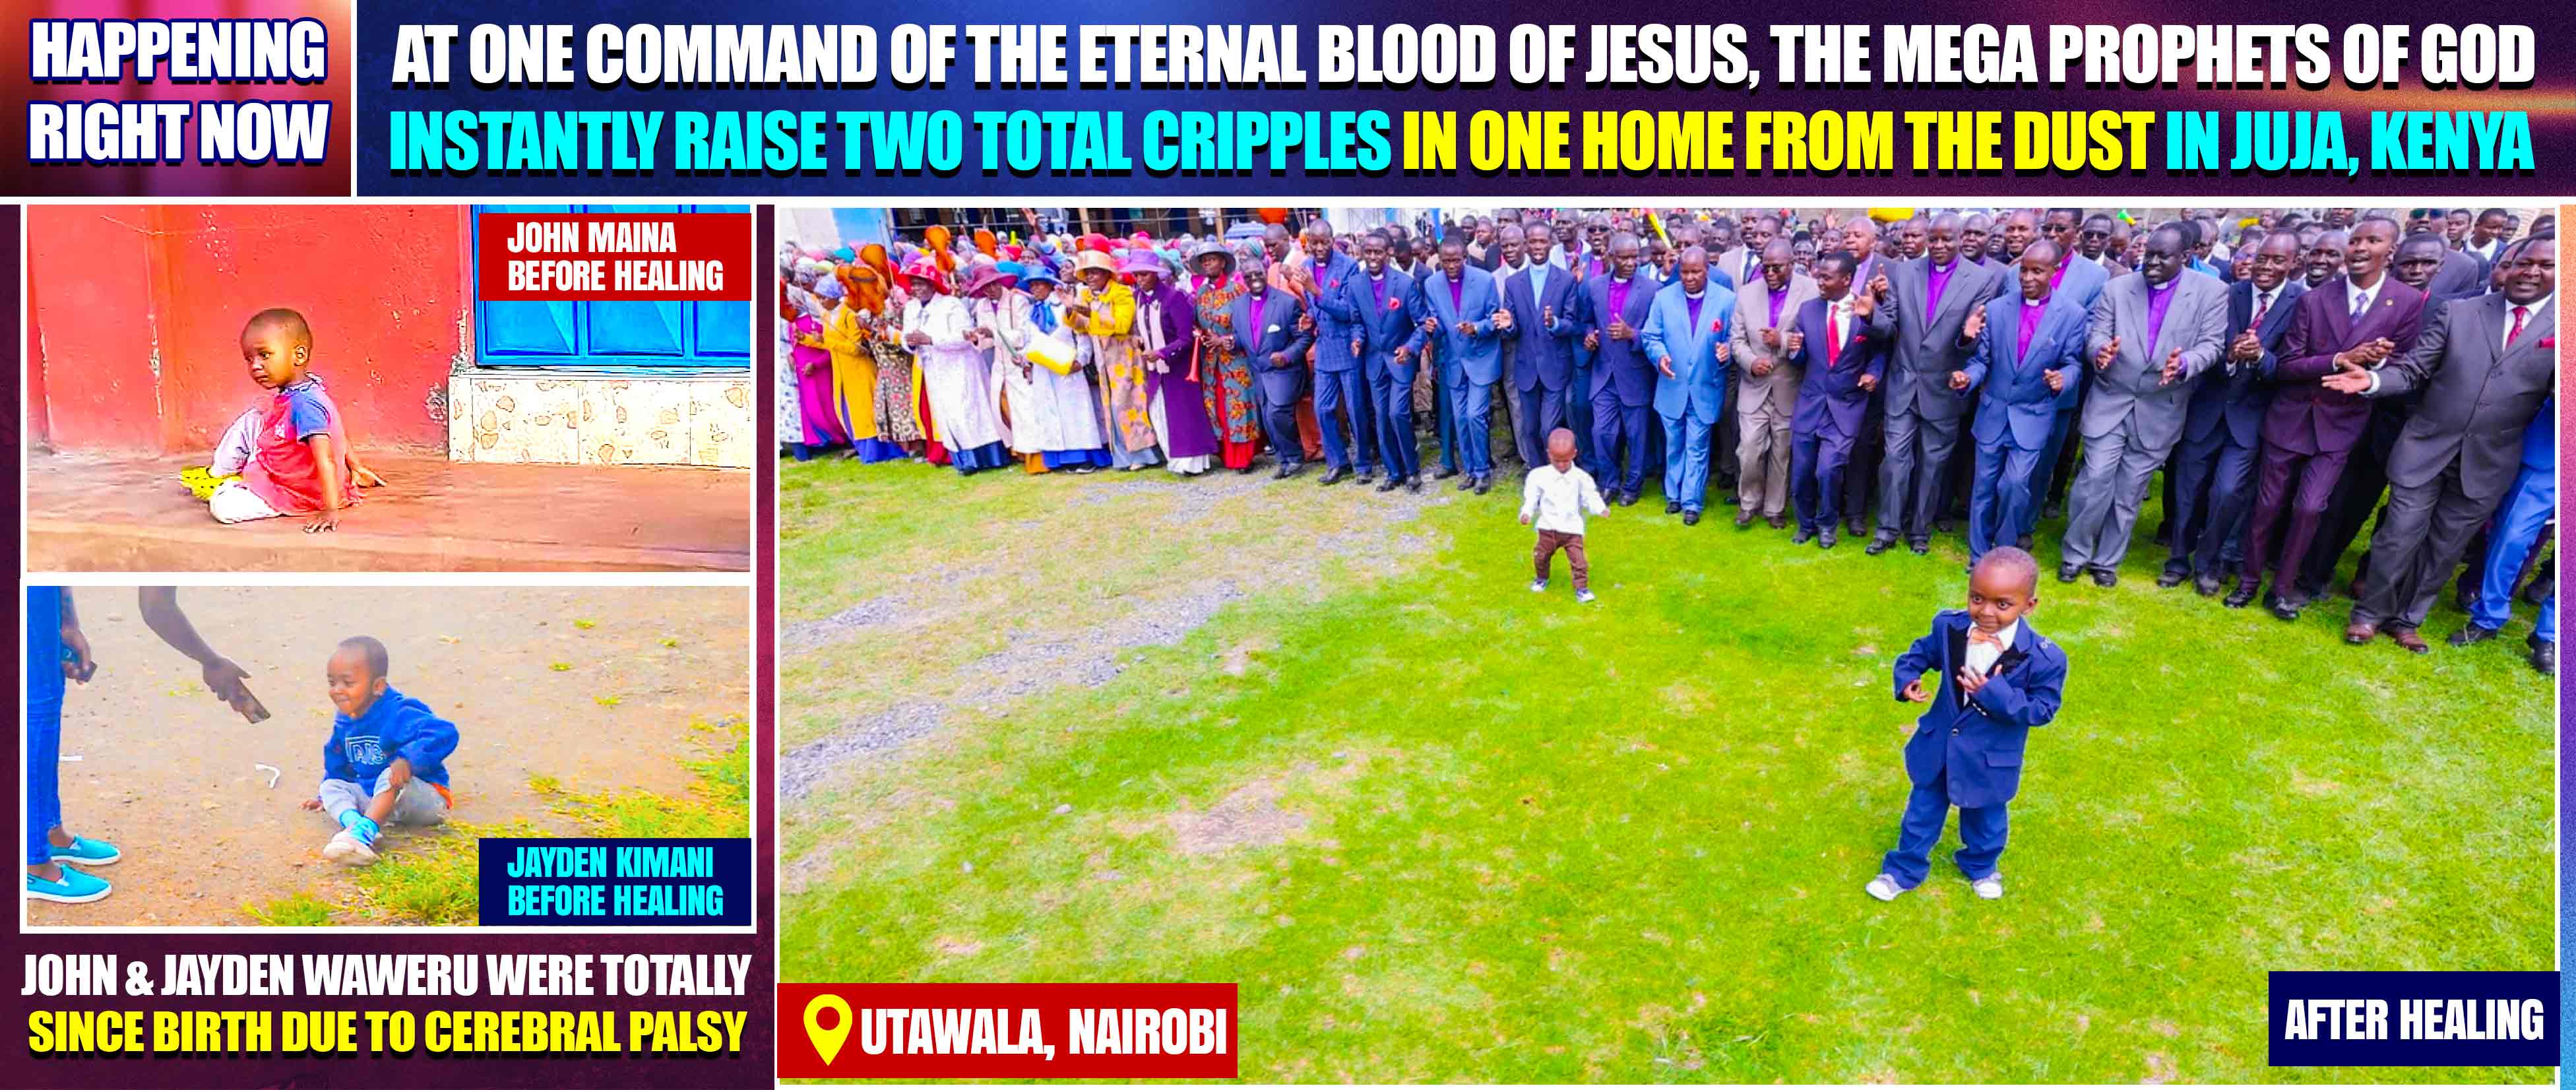 HAPPENING
RIGHT NOW
AT ONE COMMAND OF THE ETERNAL BLOOD OF JESUS, THE MEGA PROPHETS OF GOD
INSTANTLY RAISE TWO TOTAL CRIPPLES IN ONE HOME FROM THE DUST IN JUJA, KENYA
JOHN MAINA
BEFORE HEALING
JAYDEN KIMANI
BEFORE HEALING
JOHN & JAYDEN WAWERU WERE TOTALLY
SINCE BIRTH DUE TO CEREBRAL PALSY
UTAWALA, NAIROBI
AFTER HEALING